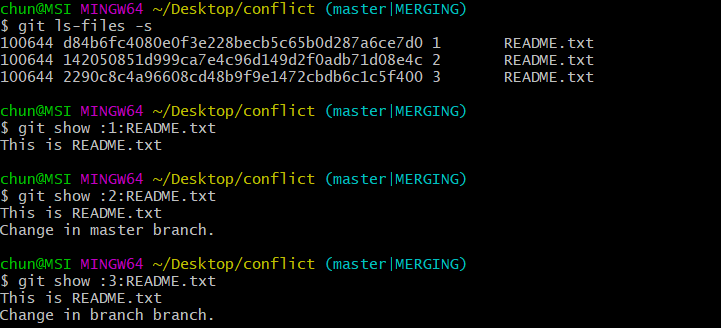 chun@MSI MINGW64 ~/Desktop/conflict (master|MERGING)
$ git ls-files -s
100644 d84b6fc4080e0f3e228becb5c65b0d287a6ce7d0 1 README.txt
100644 142050851d999ca7e4c96d149d2f0adb71d08e4c 2 README.txt
100644 2290c8c4a96608cd48b9f9e1472cbdb6c1c5f400 3 README.txt
chun@MSI MINGW64 ~/Desktop/conflict (master|MERGING)
$ git show :1:README.txt
This is README.txt
chun@MSI MINGW64 ~/Desktop/conflict (master|MERGING)
$ git show :2:README.txt
This is README.txt
Change in master branch.
chun@MSI MINGW64 ~/Desktop/conflict (master|MERGING)
$ git show :3:README.txt
This is README.txt
Change in branch branch.